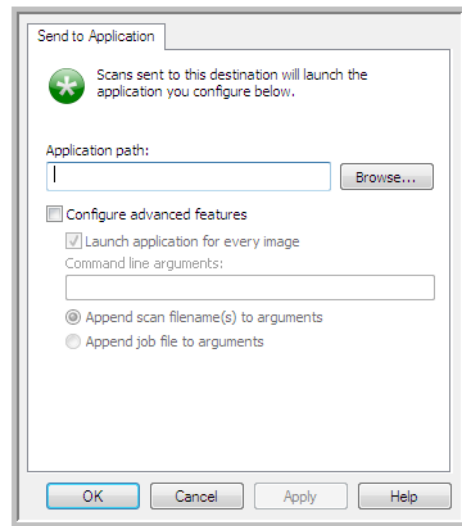 Send to Application
Scans sent to this destination will launch the
application you configure below.
Application path:
Browse...
Configure advanced features
Launch application for every image
Command line arguments:
Append scan filename(s) to arguments
Append job file to arguments
OK Cancel Apply Help